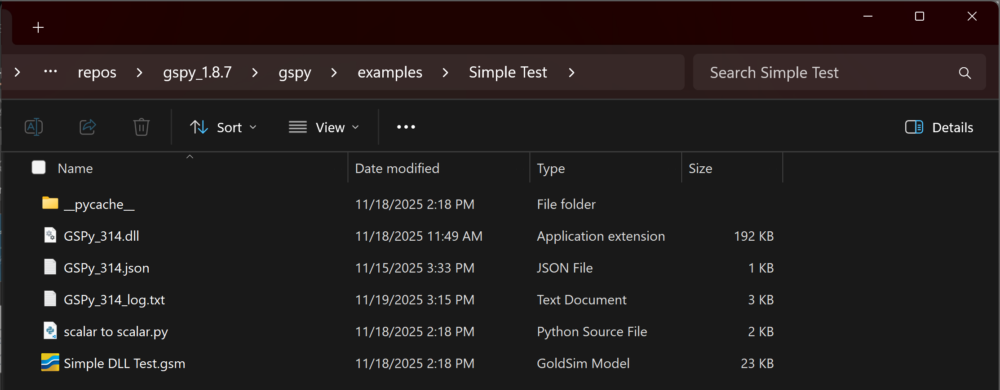 repos > gspy_1.8.7 > gspy > examples > Simple Test >
Search Simple Test
Sort View Details
Name Date modified Type Size
__pycache__ 11/18/2025 2:18 PM File folder
GSPy_314.dll 11/18/2025 11:49 AM Application extension 192 KB
GSPy_314.json 11/15/2025 3:33 PM JSON File 1 KB
GSPy_314_log.txt 11/19/2025 3:15 PM Text Document 3 KB
scalar to scalar.py 11/18/2025 2:18 PM Python Source File 2 KB
Simple DLL Test.gsm 11/18/2025 2:18 PM GoldSim Model 23 KB